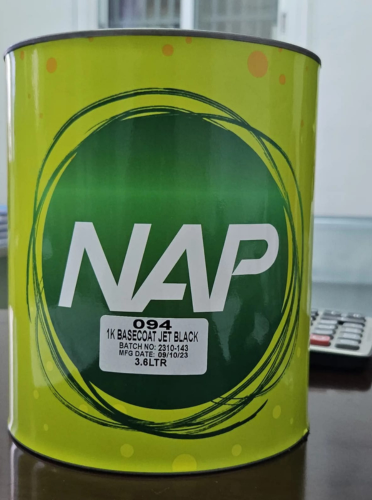 NAP
094
1K BASECOAT JET BLACK
BATCH NO: 2310-143
MFG DATE: 09/10/23
3.6LTR